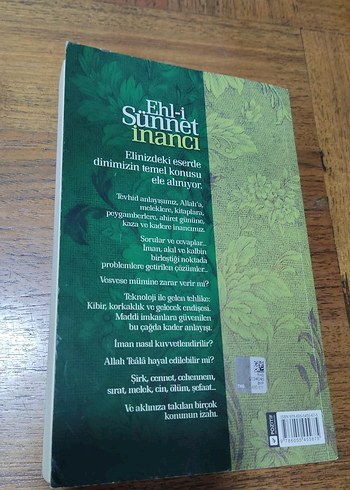 Ehl-i
Sünnet
inancı
Elinizdeki eserde
dinimizin temel konusu
ele alınıyor.
Tevhid anlayışımız, Allah'a,
meleklere, kitaplara,
peygamberlere, ahiret gününe,
kaza ve kadere inancımız.
Sorular ve cevaplar...
İman, akıl ve kalbin
birleştiği noktada
problemlere getirilen çözümler...
Vesvese mümine zarar verir mi?
Teknoloji ile gelen tehlike:
Kibir, korkaklık ve gelecek endişesi.
Maddi imkanlara güvenilen
bu çağda kader anlayışı.
İman nasıl kuvvetlendirilir?
Allah Teâlâ hayal edilebilir mi?
Şirk, cennet, cehennem,
sırat, melek, cin, ölüm, şefaat...
Ve aklınıza takılan birçok
konunun izahı.
POZİTİF